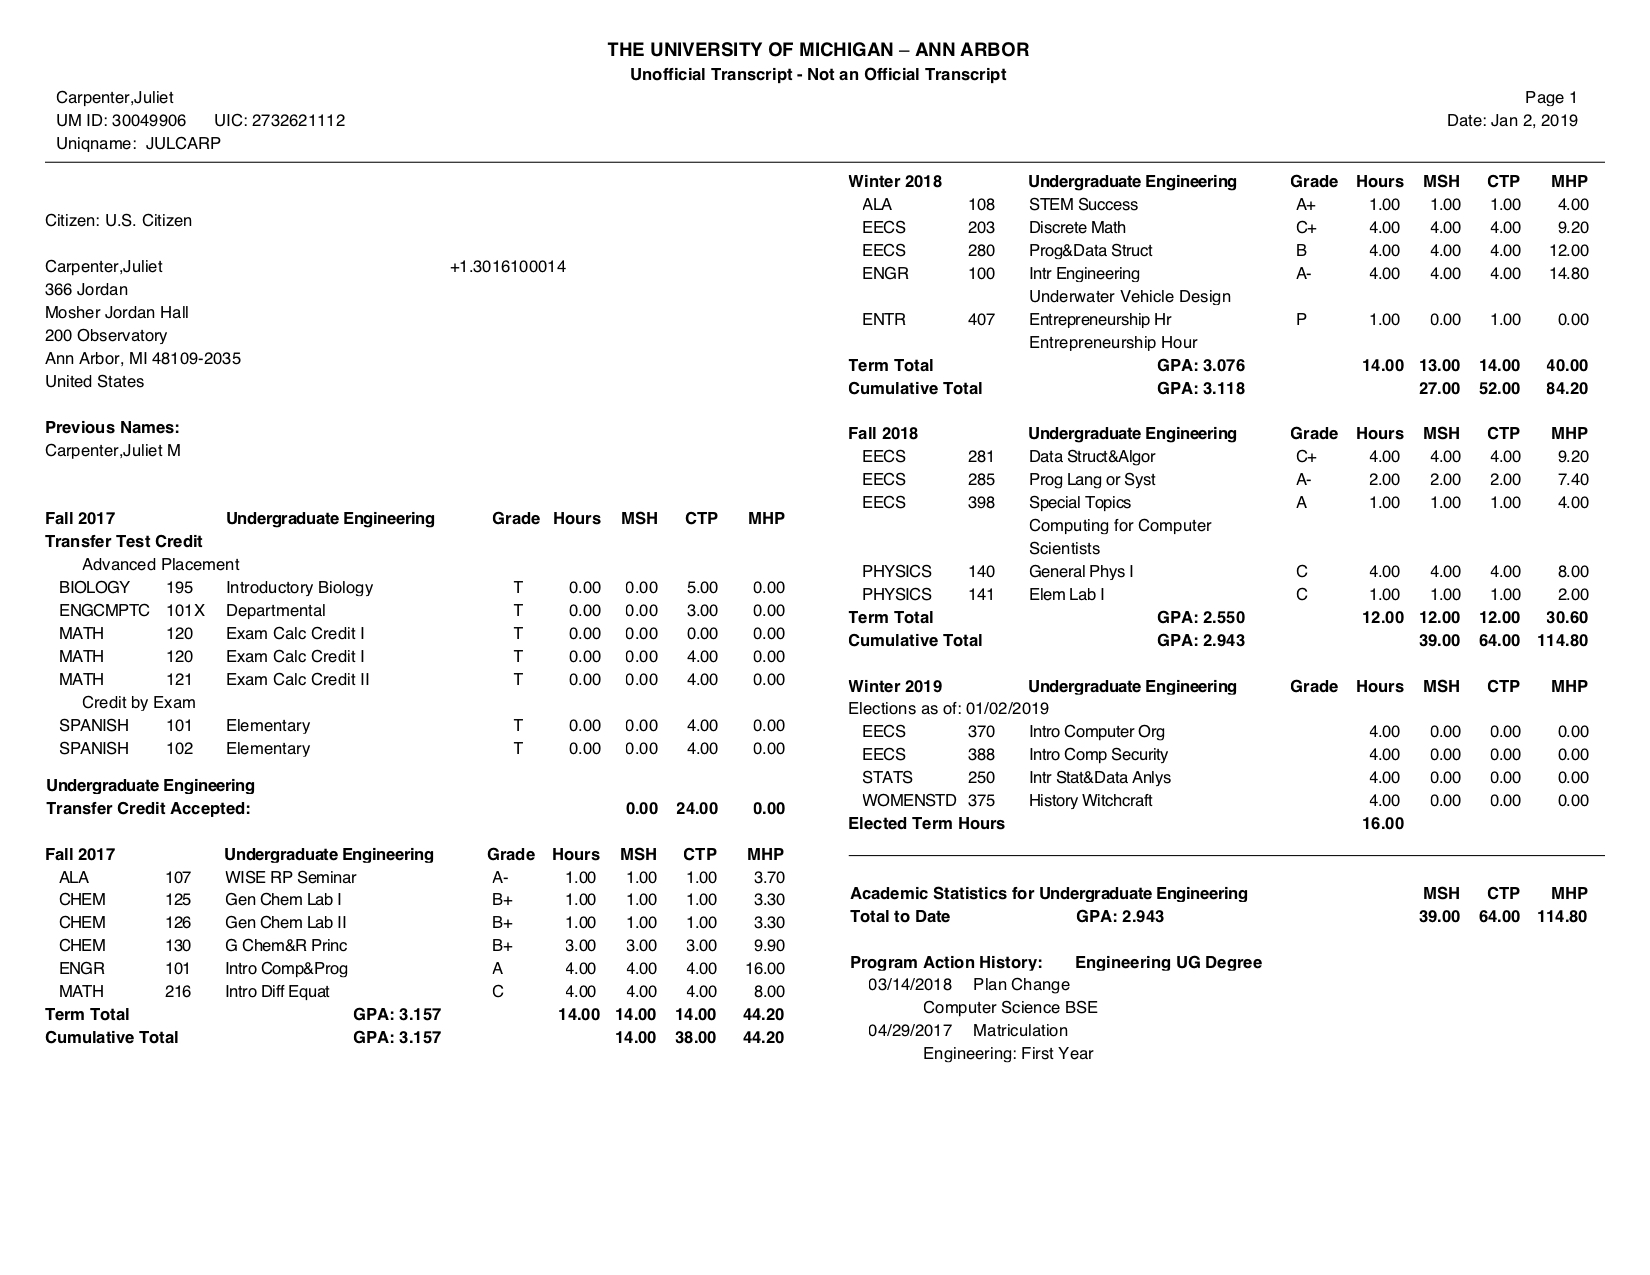 THE UNIVERSITY OF MICHIGAN – ANN ARBOR
Unofficial Transcript - Not an Official Transcript
Carpenter,Juliet
UM ID: 30049906 UIC: 2732621112
Uniqname: JULCARP
Page 1
Date: Jan 2, 2019
Citizen: U.S. Citizen
Carpenter,Juliet +1.3016100014
366 Jordan
Mosher Jordan Hall
200 Observatory
Ann Arbor, MI 48109-2035
United States
Previous Names:
Carpenter,Juliet M
Fall 2017 Undergraduate Engineering Grade Hours MSH CTP MHP
Transfer Test Credit
Advanced Placement
BIOLOGY 195 Introductory Biology T 0.00 0.00 5.00 0.00
ENGCMPTC 101X Departmental T 0.00 0.00 3.00 0.00
MATH 120 Exam Calc Credit I T 0.00 0.00 0.00 0.00
MATH 120 Exam Calc Credit I T 0.00 0.00 4.00 0.00
MATH 121 Exam Calc Credit II T 0.00 0.00 4.00 0.00
Credit by Exam
SPANISH 101 Elementary T 0.00 0.00 4.00 0.00
SPANISH 102 Elementary T 0.00 0.00 4.00 0.00
Undergraduate Engineering
Transfer Credit Accepted: 0.00 24.00 0.00
Fall 2017 Undergraduate Engineering Grade Hours MSH CTP MHP
ALA 107 WISE RP Seminar A- 1.00 1.00 1.00 3.70
CHEM 125 Gen Chem Lab I B+ 1.00 1.00 1.00 3.30
CHEM 126 Gen Chem Lab II B+ 1.00 1.00 1.00 3.30
CHEM 130 G Chem&R Princ B+ 3.00 3.00 3.00 9.90
ENGR 101 Intro Comp&Prog A 4.00 4.00 4.00 16.00
MATH 216 Intro Diff Equat C 4.00 4.00 4.00 8.00
Term Total GPA: 3.157 14.00 14.00 14.00 44.20
Cumulative Total GPA: 3.157 14.00 38.00 44.20
Winter 2018 Undergraduate Engineering Grade Hours MSH CTP MHP
ALA 108 STEM Success A+ 1.00 1.00 1.00 4.00
EECS 203 Discrete Math C+ 4.00 4.00 4.00 9.20
EECS 280 Prog&Data Struct B 4.00 4.00 4.00 12.00
ENGR 100 Intr Engineering A- 4.00 4.00 4.00 14.80
Underwater Vehicle Design
ENTR 407 Entrepreneurship Hr P 1.00 0.00 1.00 0.00
Entrepreneurship Hour
Term Total GPA: 3.076 14.00 13.00 14.00 40.00
Cumulative Total GPA: 3.118 27.00 52.00 84.20
Fall 2018 Undergraduate Engineering Grade Hours MSH CTP MHP
EECS 281 Data Struct&Algor C+ 4.00 4.00 4.00 9.20
EECS 285 Prog Lang or Syst A- 2.00 2.00 2.00 7.40
EECS 398 Special Topics A 1.00 1.00 1.00 4.00
Computing for Computer
Scientists
PHYSICS 140 General Phys I C 4.00 4.00 4.00 8.00
PHYSICS 141 Elem Lab I C 1.00 1.00 1.00 2.00
Term Total GPA: 2.550 12.00 12.00 12.00 30.60
Cumulative Total GPA: 2.943 39.00 64.00 114.80
Winter 2019 Undergraduate Engineering Grade Hours MSH CTP MHP
Elections as of: 01/02/2019
EECS 370 Intro Computer Org 4.00 0.00 0.00 0.00
EECS 388 Intro Comp Security 4.00 0.00 0.00 0.00
STATS 250 Intr Stat&Data Anlys 4.00 0.00 0.00 0.00
WOMENSTD 375 History Witchcraft 4.00 0.00 0.00 0.00
Elected Term Hours 16.00
Academic Statistics for Undergraduate Engineering MSH CTP MHP
Total to Date GPA: 2.943 39.00 64.00 114.80
Program Action History: Engineering UG Degree
03/14/2018 Plan Change
Computer Science BSE
04/29/2017 Matriculation
Engineering: First Year